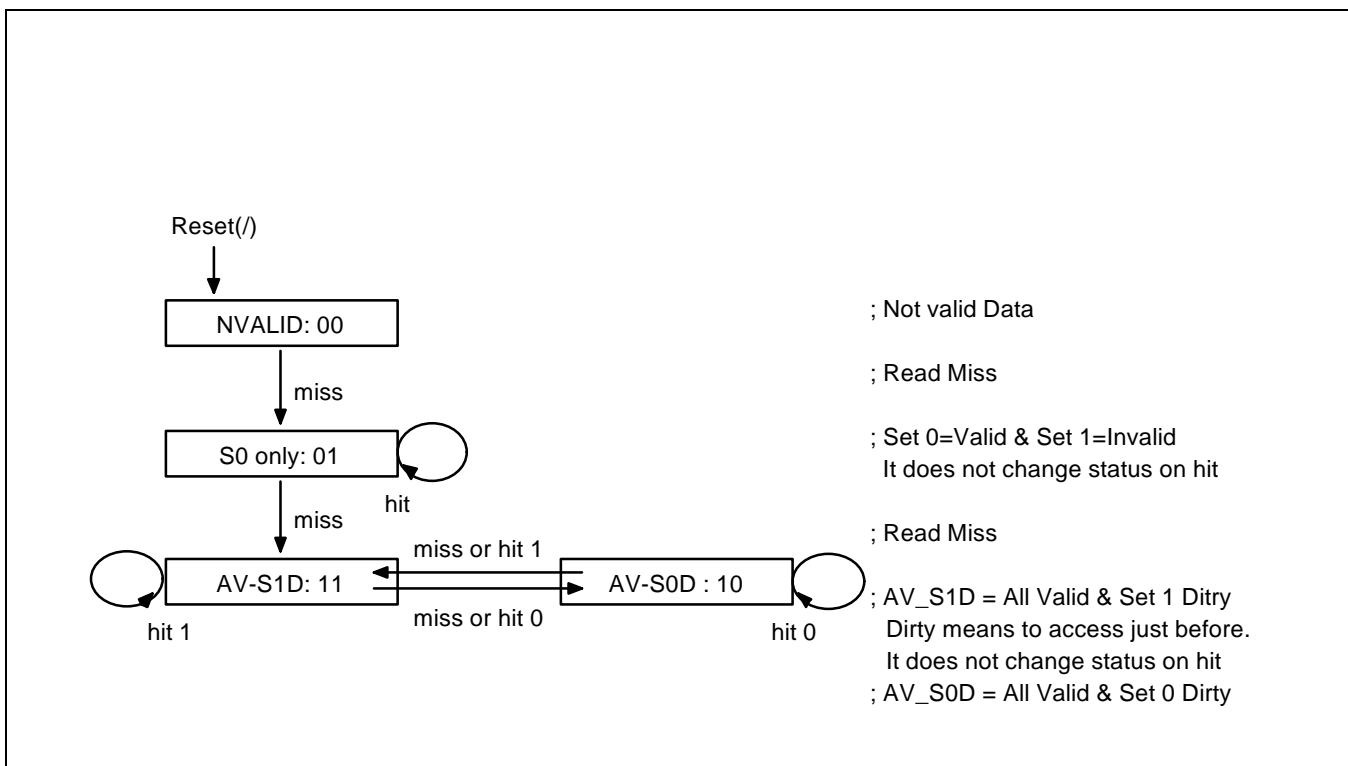 Reset(/)
NVALID: 00
miss
S0 only: 01
hit
miss
AV-S1D: 11
miss or hit 1
miss or hit 0
AV-S0D : 10
hit 1
hit 0
; Not valid Data
; Read Miss
; Set 0=Valid & Set 1=Invalid
It does not change status on hit
; Read Miss
; AV_S1D = All Valid & Set 1 Ditry
Dirty means to access just before.
It does not change status on hit
; AV_S0D = All Valid & Set 0 Dirty